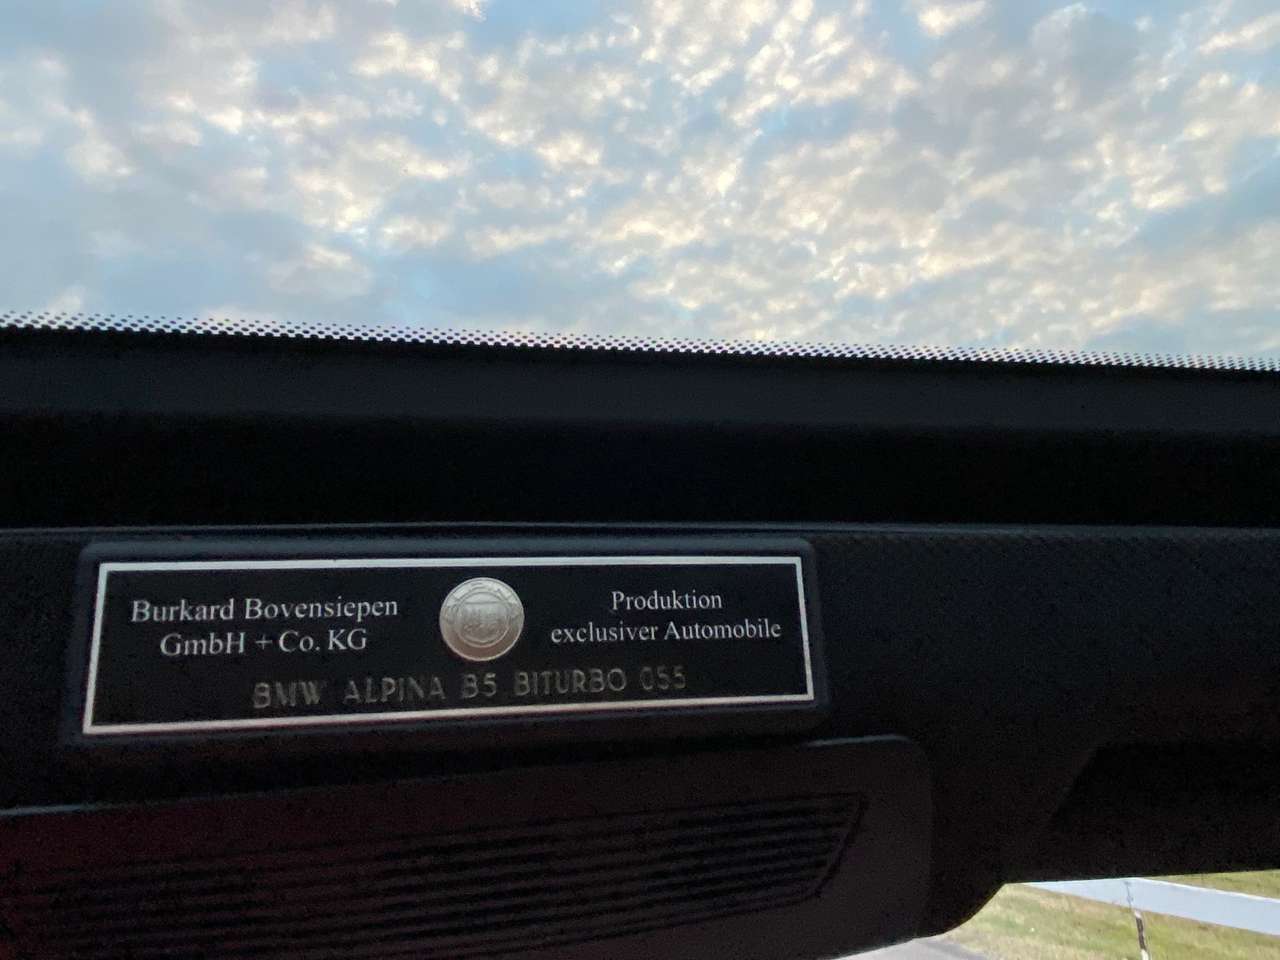 Burkard Bovensiepen
GmbH + Co. KG
Produktion
exclusiver Automobile
BMW ALPINA B5 BITURBO 055